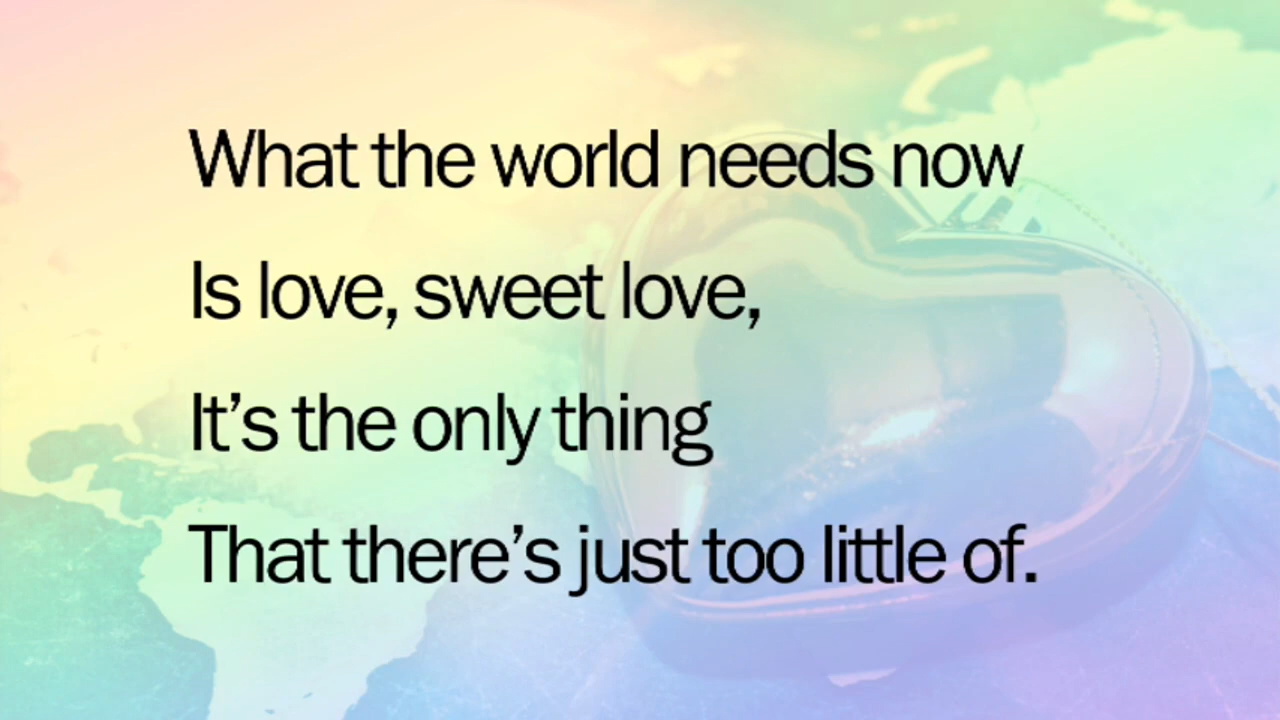 What the world needs now
Is love, sweet love,
It’s the only thing
That there’s just too little of.